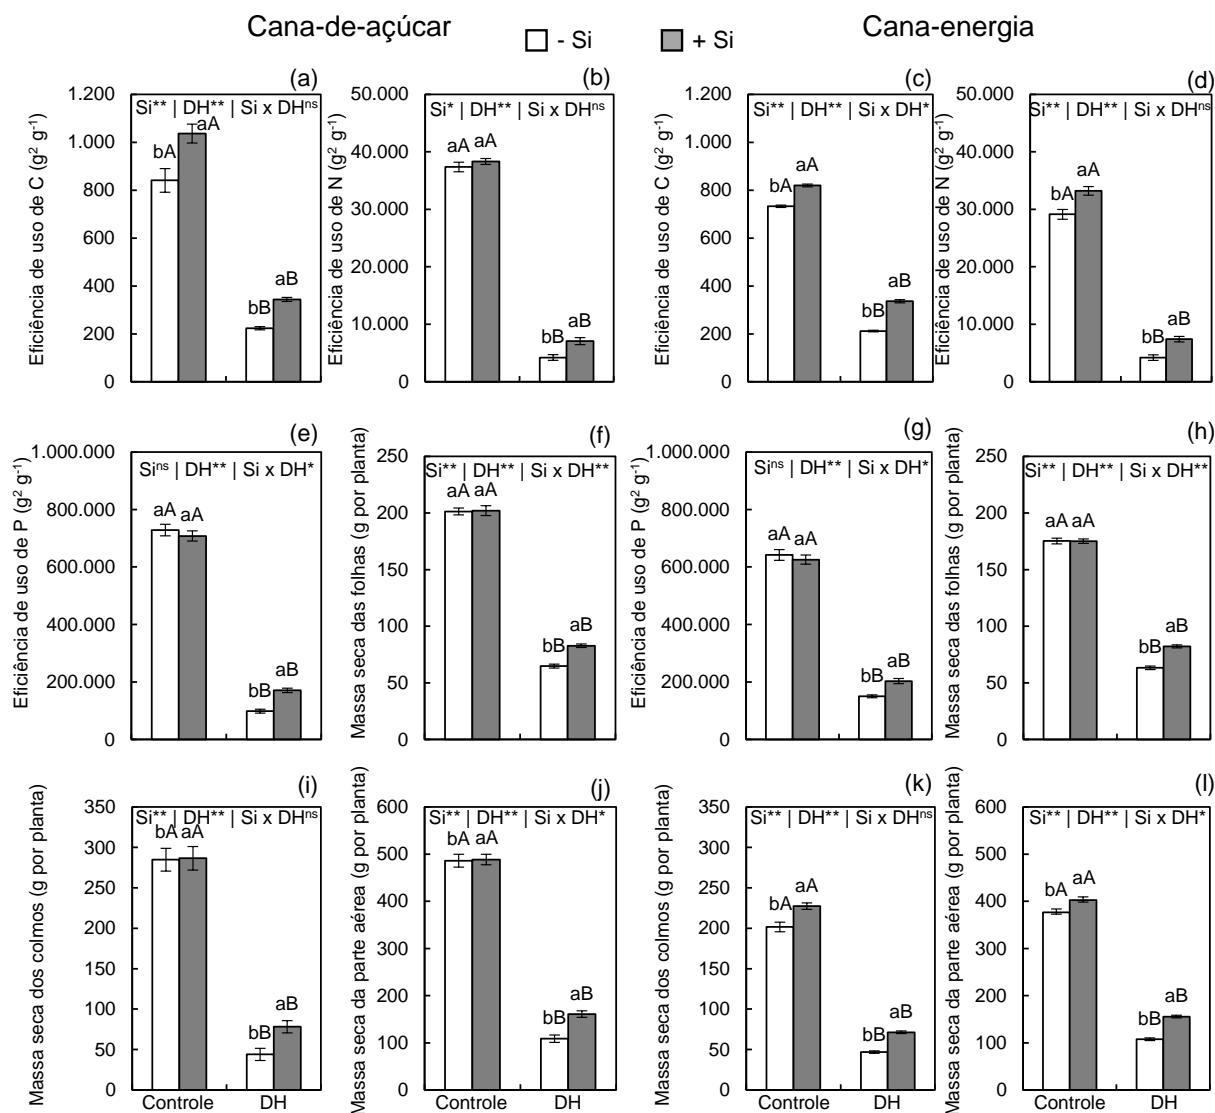 Cana-de-açúcar
- Si
+ Si
Cana-energia
(a)
Si** | DH** | Si x DHⁿˢ
Eficiência de uso de C (g² g⁻¹)
1.200
1.000
800
600
400
200
0
bA
aA
bB
aB
(b)
Si* | DH** | Si x DHⁿˢ
Eficiência de uso de N (g² g⁻¹)
50.000
40.000
30.000
20.000
10.000
0
aA
aA
bB
aB
(c)
Si** | DH** | Si x DH*
Eficiência de uso de C (g² g⁻¹)
1.200
1.000
800
600
400
200
0
bA
aA
bB
aB
(d)
Si** | DH** | Si x DHⁿˢ
Eficiência de uso de N (g² g⁻¹)
50.000
40.000
30.000
20.000
10.000
0
bA
aA
bB
aB
(e)
Siⁿˢ | DH** | Si x DH*
Eficiência de uso de P (g² g⁻¹)
1.000.000
800.000
600.000
400.000
200.000
0
aA
aA
bB
aB
(f)
Si** | DH** | Si x DH**
Massa seca das folhas (g por planta)
250
200
150
100
50
0
aA
aA
bB
aB
(g)
Siⁿˢ | DH** | Si x DH*
Eficiência de uso de P (g² g⁻¹)
1.000.000
800.000
600.000
400.000
200.000
0
aA
aA
bB
aB
(h)
Si** | DH** | Si x DH**
Massa seca das folhas (g por planta)
250
200
150
100
50
0
aA
aA
bB
aB
(i)
Si** | DH** | Si x DHⁿˢ
Massa seca dos colmos (g por planta)
350
300
250
200
150
100
50
0
bA
aA
bB
aB
Controle
DH
(j)
Si** | DH** | Si x DH*
Massa seca da parte aérea (g por planta)
600
500
400
300
200
100
0
bA
aA
bB
aB
Controle
DH
(k)
Si** | DH** | Si x DHⁿˢ
Massa seca dos colmos (g por planta)
350
300
250
200
150
100
50
0
bA
aA
bB
aB
Controle
DH
(l)
Si** | DH** | Si x DH*
Massa seca da parte aérea (g por planta)
600
500
400
300
200
100
0
bA
aA
bB
aB
Controle
DH